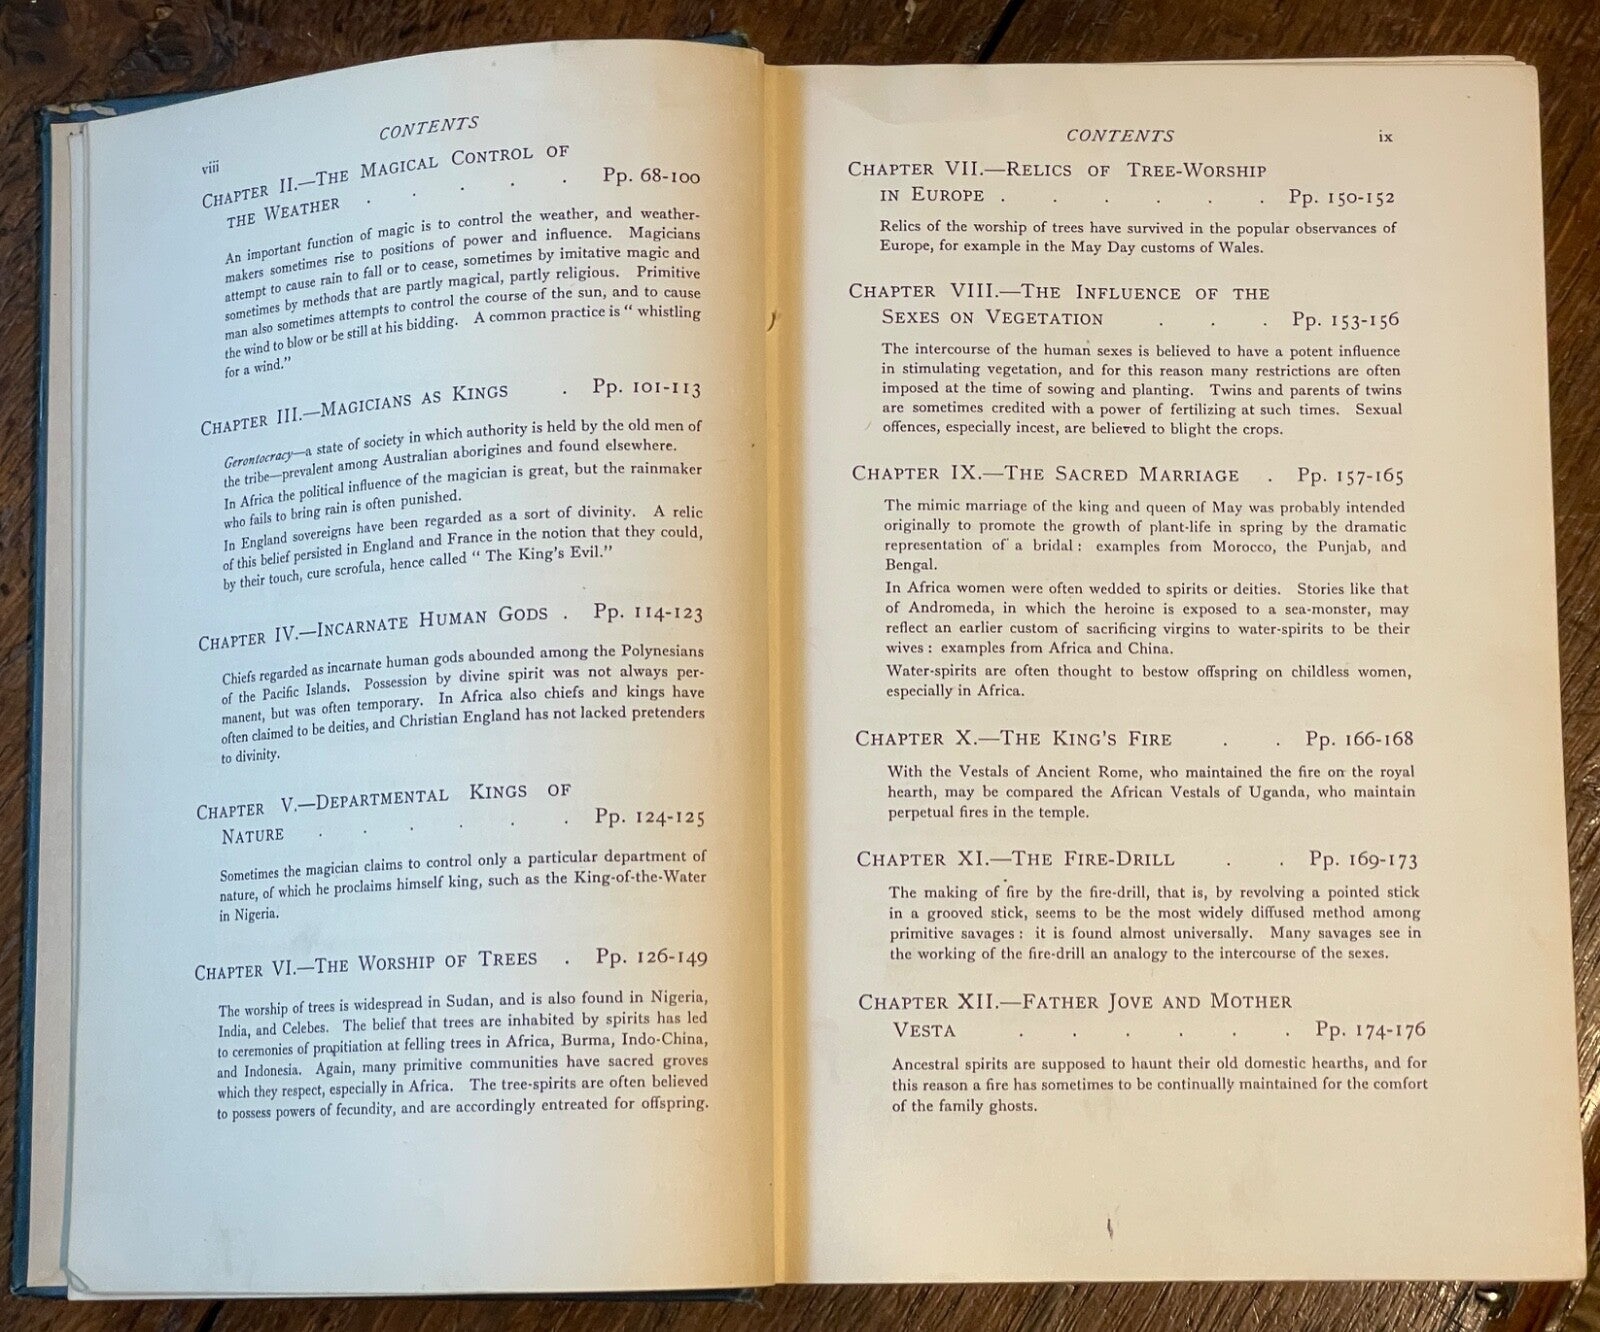 viii
CONTENTS
CHAPTER II.—THE MAGICAL CONTROL OF
THE WEATHER . . . . . Pp. 68-100
An important function of magic is to control the weather, and weather-
makers sometimes rise to positions of power and influence. Magicians
attempt to cause rain to fall or to cease, sometimes by imitative magic and
sometimes by methods that are partly magical, partly religious. Primitive
man also sometimes attempts to control the course of the sun, and to cause
the wind to blow or be still at his bidding. A common practice is " whistling
for a wind."
CHAPTER III.—MAGICIANS AS KINGS . Pp. 101-113
Gerontocracy—a state of society in which authority is held by the old men of
the tribe—prevalent among Australian aborigines and found elsewhere.
In Africa the political influence of the magician is great, but the rainmaker
who fails to bring rain is often punished.
In England sovereigns have been regarded as a sort of divinity. A relic
of this belief persisted in England and France in the notion that they could,
by their touch, cure scrofula, hence called " The King's Evil."
CHAPTER IV.—INCARNATE HUMAN GODS . Pp. 114-123
Chiefs regarded as incarnate human gods abounded among the Polynesians
of the Pacific Islands. Possession by divine spirit was not always per-
manent, but was often temporary. In Africa also chiefs and kings have
often claimed to be deities, and Christian England has not lacked pretenders
to divinity.
CHAPTER V.—DEPARTMENTAL KINGS OF
NATURE . . . . . . Pp. 124-125
Sometimes the magician claims to control only a particular department of
nature, of which he proclaims himself king, such as the King-of-the-Water
in Nigeria.
CHAPTER VI.—THE WORSHIP OF TREES . Pp. 126-149
The worship of trees is widespread in Sudan, and is also found in Nigeria,
India, and Celebes. The belief that trees are inhabited by spirits has led
to ceremonies of propitiation at felling trees in Africa, Burma, Indo-China,
and Indonesia. Again, many primitive communities have sacred groves
which they respect, especially in Africa. The tree-spirits are often believed
to possess powers of fecundity, and are accordingly entreated for offspring.
CONTENTS ix
CHAPTER VII.—RELICS OF TREE-WORSHIP
IN EUROPE . . . . . . Pp. 150-152
Relics of the worship of trees have survived in the popular observances of
Europe, for example in the May Day customs of Wales.
CHAPTER VIII.—THE INFLUENCE OF THE
SEXES ON VEGETATION . . . Pp. 153-156
The intercourse of the human sexes is believed to have a potent influence
in stimulating vegetation, and for this reason many restrictions are often
imposed at the time of sowing and planting. Twins and parents of twins
are sometimes credited with a power of fertilizing at such times. Sexual
offences, especially incest, are believed to blight the crops.
CHAPTER IX.—THE SACRED MARRIAGE . Pp. 157-165
The mimic marriage of the king and queen of May was probably intended
originally to promote the growth of plant-life in spring by the dramatic
representation of a bridal : examples from Morocco, the Punjab, and
Bengal.
In Africa women were often wedded to spirits or deities. Stories like that
of Andromeda, in which the heroine is exposed to a sea-monster, may
reflect an earlier custom of sacrificing virgins to water-spirits to be their
wives : examples from Africa and China.
Water-spirits are often thought to bestow offspring on childless women,
especially in Africa.
CHAPTER X.—THE KING'S FIRE . . Pp. 166-168
With the Vestals of Ancient Rome, who maintained the fire on the royal
hearth, may be compared the African Vestals of Uganda, who maintain
perpetual fires in the temple.
CHAPTER XI.—THE FIRE-DRILL . . Pp. 169-173
The making of fire by the fire-drill, that is, by revolving a pointed stick
in a grooved stick, seems to be the most widely diffused method among
primitive savages : it is found almost universally. Many savages see in
the working of the fire-drill an analogy to the intercourse of the sexes.
CHAPTER XII.—FATHER JOVE AND MOTHER
VESTA . . . . . . Pp. 174-176
Ancestral spirits are supposed to haunt their old domestic hearths, and for
this reason a fire has sometimes to be continually maintained for the comfort
of the family ghosts.